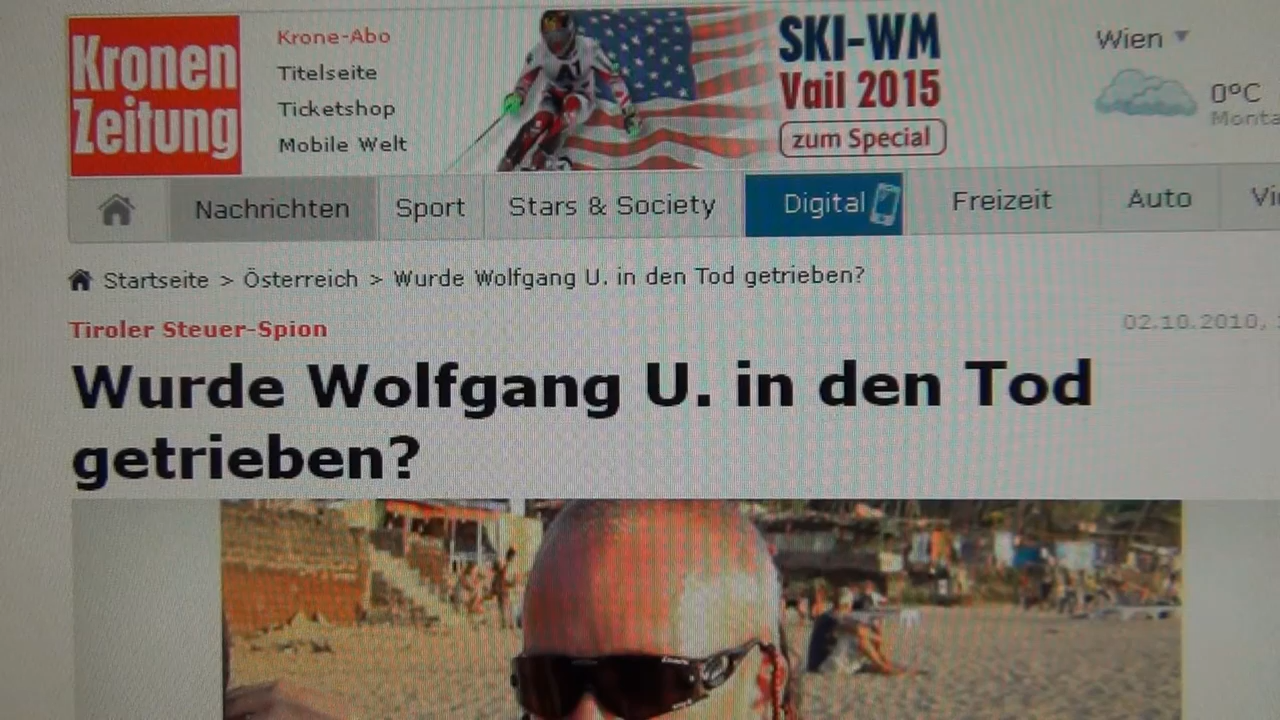 Kronen
Zeitung
Krone-Abo
Titelseite
Ticketshop
Mobile Welt
A1
SKI-WM
Vail 2015
zum Special
Wien
0°C
Nachrichten
Sport
Stars & Society
Digital
Freizeit
Auto
Startseite > Österreich > Wurde Wolfgang U. in den Tod getrieben?
Tiroler Steuer-Spion
02.10.2010,
Wurde Wolfgang U. in den Tod
getrieben?